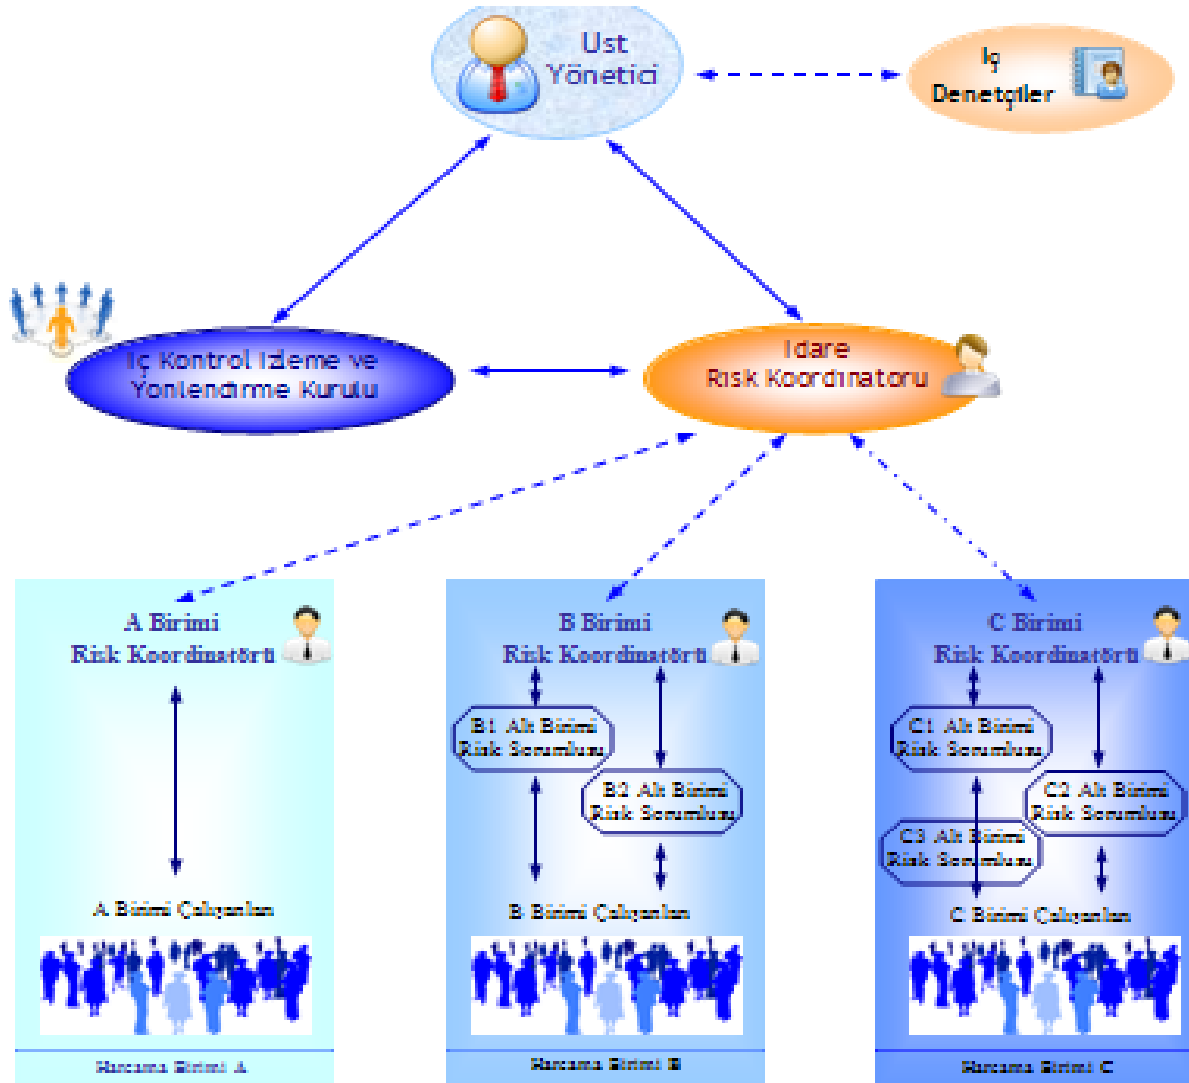 Üst
Yönetici
İç
Denetçiler
İç Kontrol İzleme ve
Yönlendirme Kurulu
İdare
Risk Koordinatörü
A Birimi
Risk Koordinatörü
B Birimi
Risk Koordinatörü
C Birimi
Risk Koordinatörü
B1 Alt Birimi
Risk Sorumlusu
B2 Alt Birimi
Risk Sorumlusu
C1 Alt Birimi
Risk Sorumlusu
C2 Alt Birimi
Risk Sorumlusu
C3 Alt Birimi
Risk Sorumlusu
A Birimi Çalışanları
B Birimi Çalışanları
C Birimi Çalışanları
Harcama Birimi A
Harcama Birimi B
Harcama Birimi C